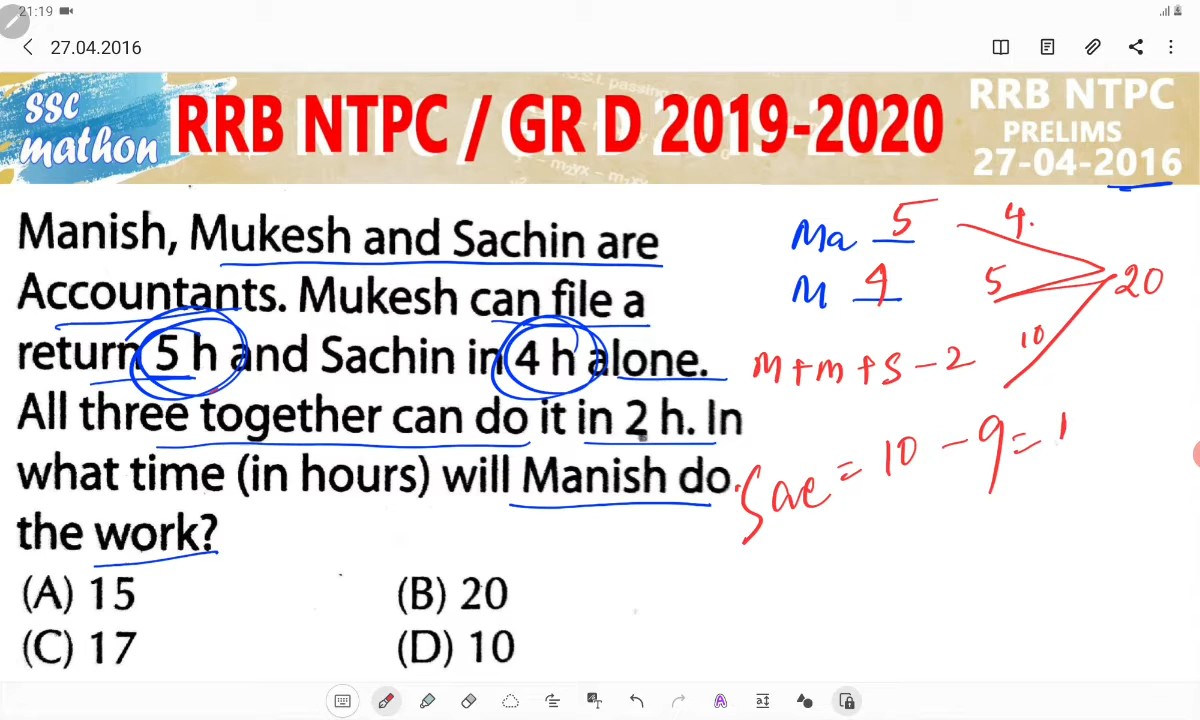 21:19
27.04.2016
SSC
mathon
RRB NTPC / GR D 2019-2020
RRB NTPC
PRELIMS
27-04-2016
Manish, Mukesh and Sachin are
Accountants. Mukesh can file a
return 5 h and Sachin in 4 h alone.
All three together can do it in 2 h. In
what time (in hours) will Manish do
the work?
(A) 15
(B) 20
(C) 17
(D) 10
Ma 5
M 4
4.
5
10
20
m+m+s-2
= 10 - 9 = 1